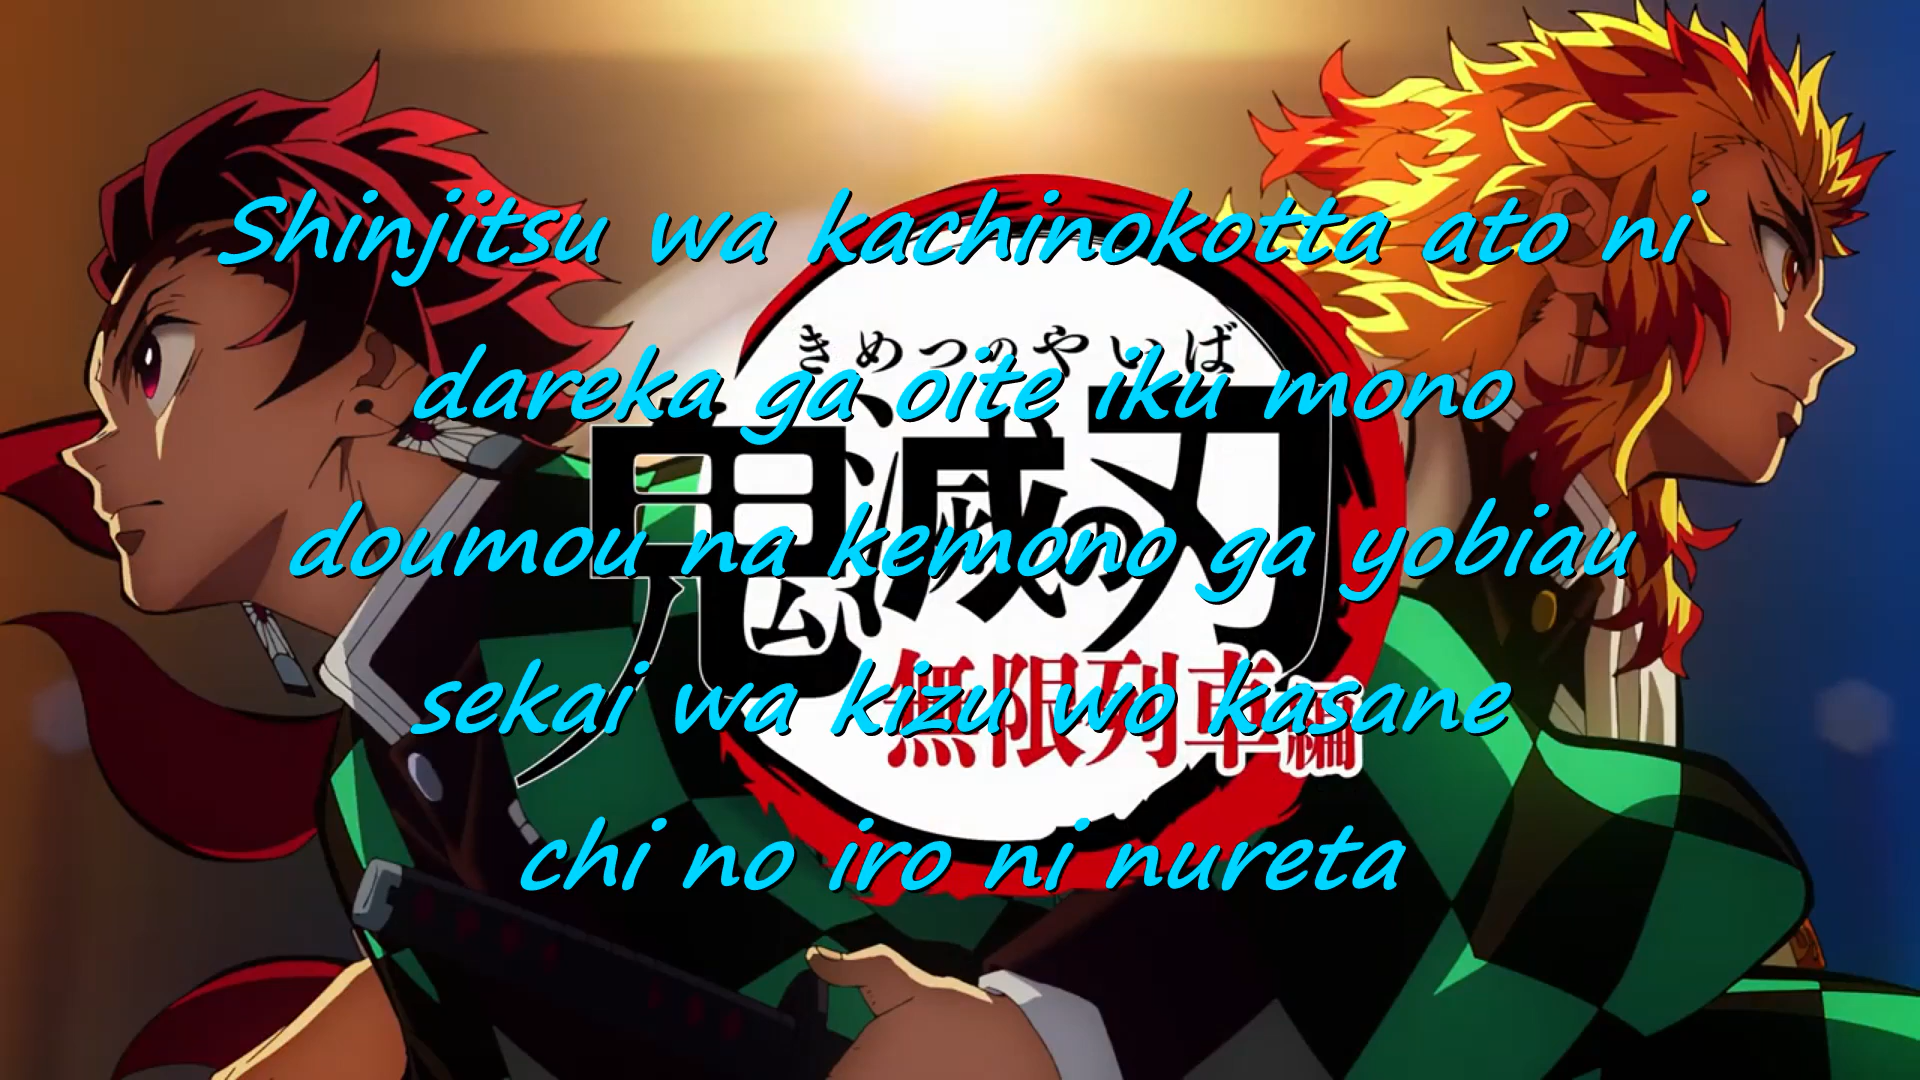 Shinjitsu wa kachinokotta ato ni
きめつのやいば
dareka ga oite iku mono
鬼滅の刃
doumou na kemono ga yobiau
無限列車編
sekai wa kizu wo kasane
chi no iro ni nureta